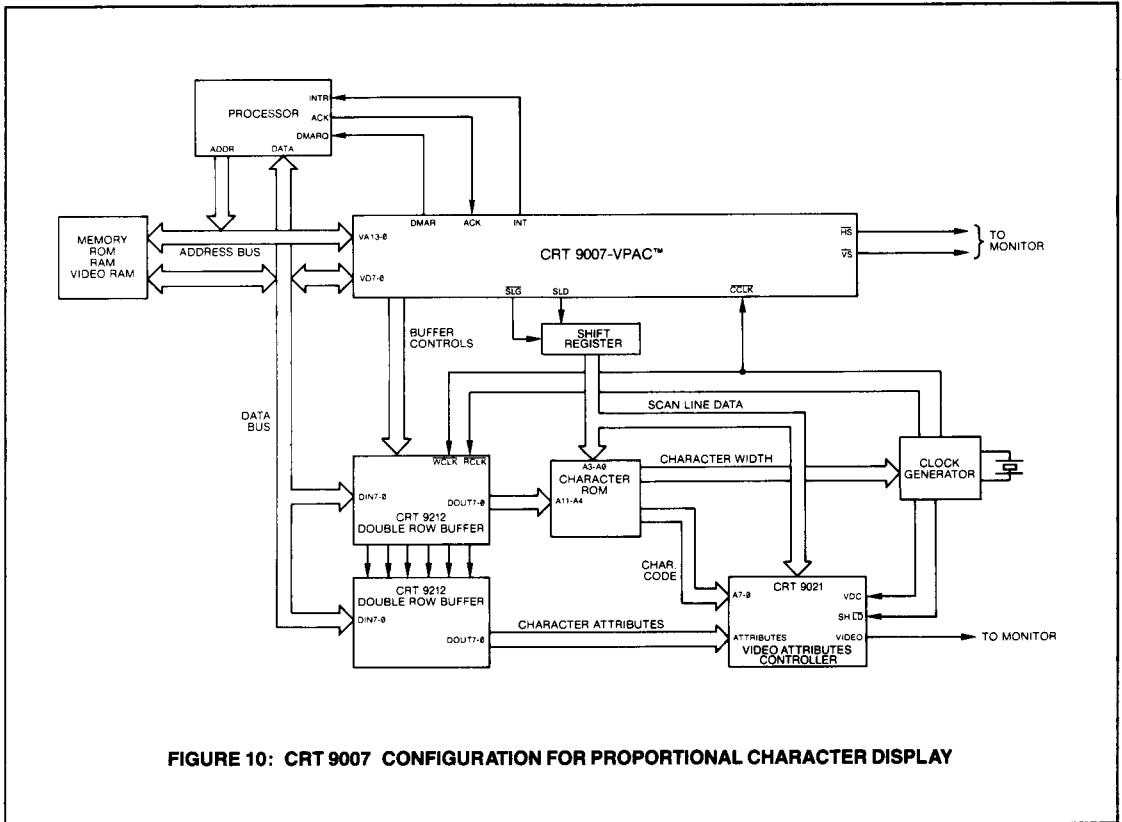 PROCESSOR
INTR
ACK
DMARQ
ADDR
DATA
MEMORY
ROM
RAM
VIDEO RAM
ADDRESS BUS
VA13-0
VD7-0
DMAR
ACK
INT
CRT 9007-VPAC™
HS
VS
TO
MONITOR
SLG
SLD
CCLK
BUFFER
CONTROLS
SHIFT
REGISTER
SCAN LINE DATA
DATA
BUS
WCLK
RCLK
DIN7-0
DOUT7-0
CRT 9212
DOUBLE ROW BUFFER
A3-A0
CHARACTER
ROM
A11-A4
CHARACTER WIDTH
CLOCK
GENERATOR
CRT 9212
DOUBLE ROW BUFFER
DIN7-0
DOUT7-0
CHAR.
CODE
CHARACTER ATTRIBUTES
CRT 9021
A7-0
VDC
SH LD
ATTRIBUTES
VIDEO
VIDEO ATTRIBUTES
CONTROLLER
TO MONITOR
FIGURE 10: CRT 9007 CONFIGURATION FOR PROPORTIONAL CHARACTER DISPLAY